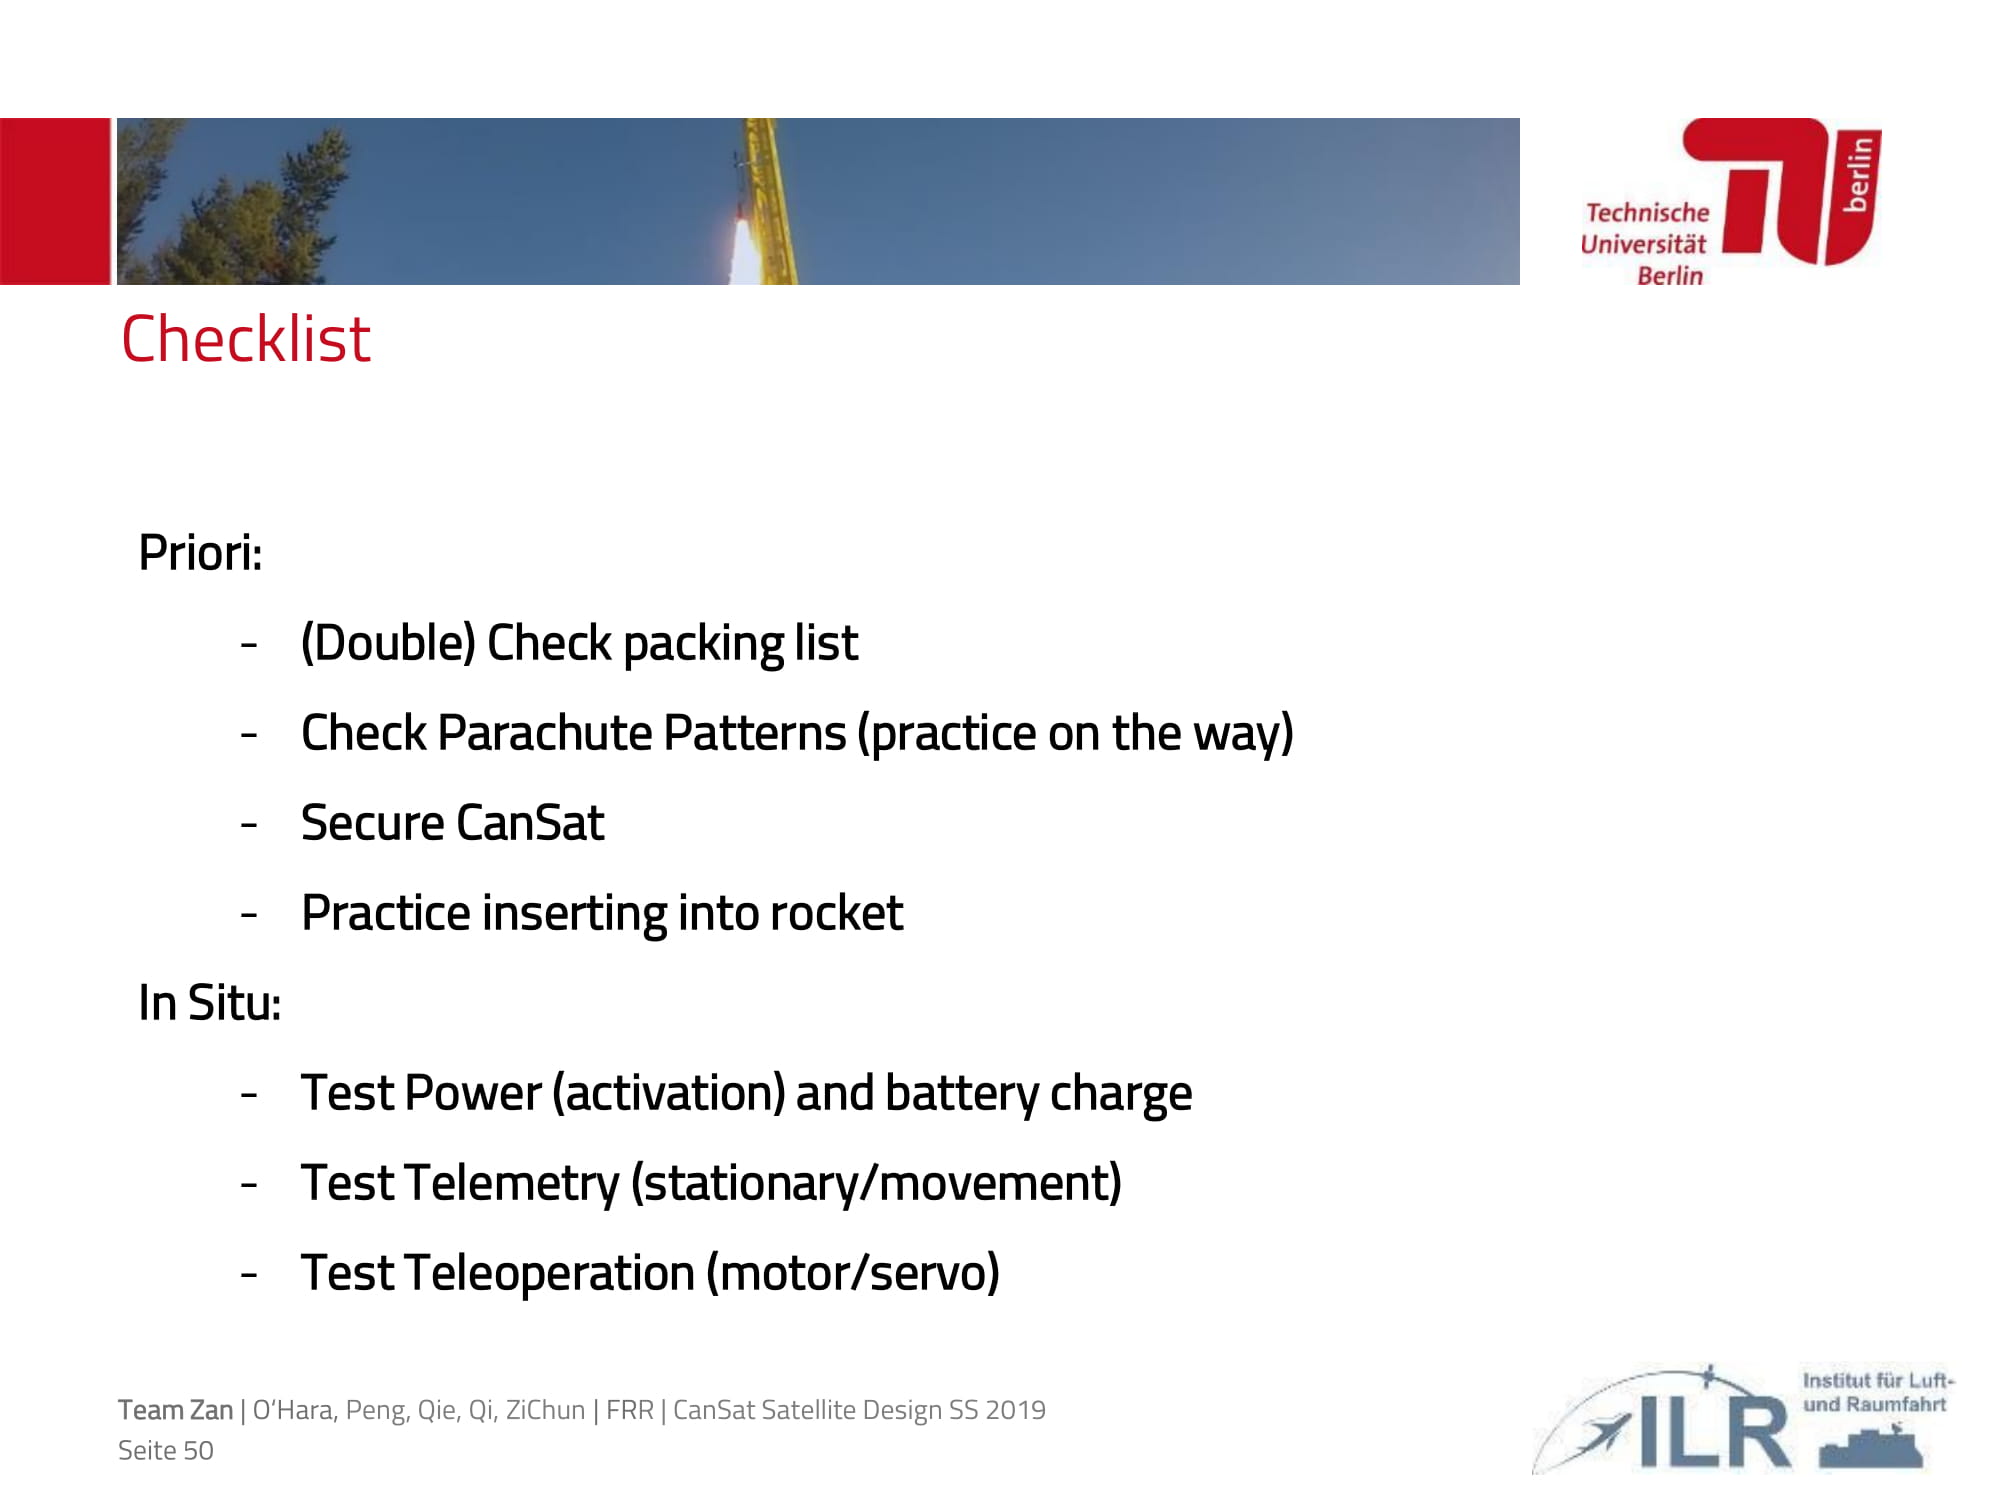 Technische
Universität
Berlin
berlin
Checklist
Priori:
- (Double) Check packing list
- Check Parachute Patterns (practice on the way)
- Secure CanSat
- Practice inserting into rocket
In Situ:
- Test Power (activation) and battery charge
- Test Telemetry (stationary/movement)
- Test Teleoperation (motor/servo)
Team Zan | O‘Hara, Peng, Qie, Qi, ZiChun | FRR | CanSat Satellite Design SS 2019
Seite 50
ILR
Institut für Luft-
und Raumfahrt